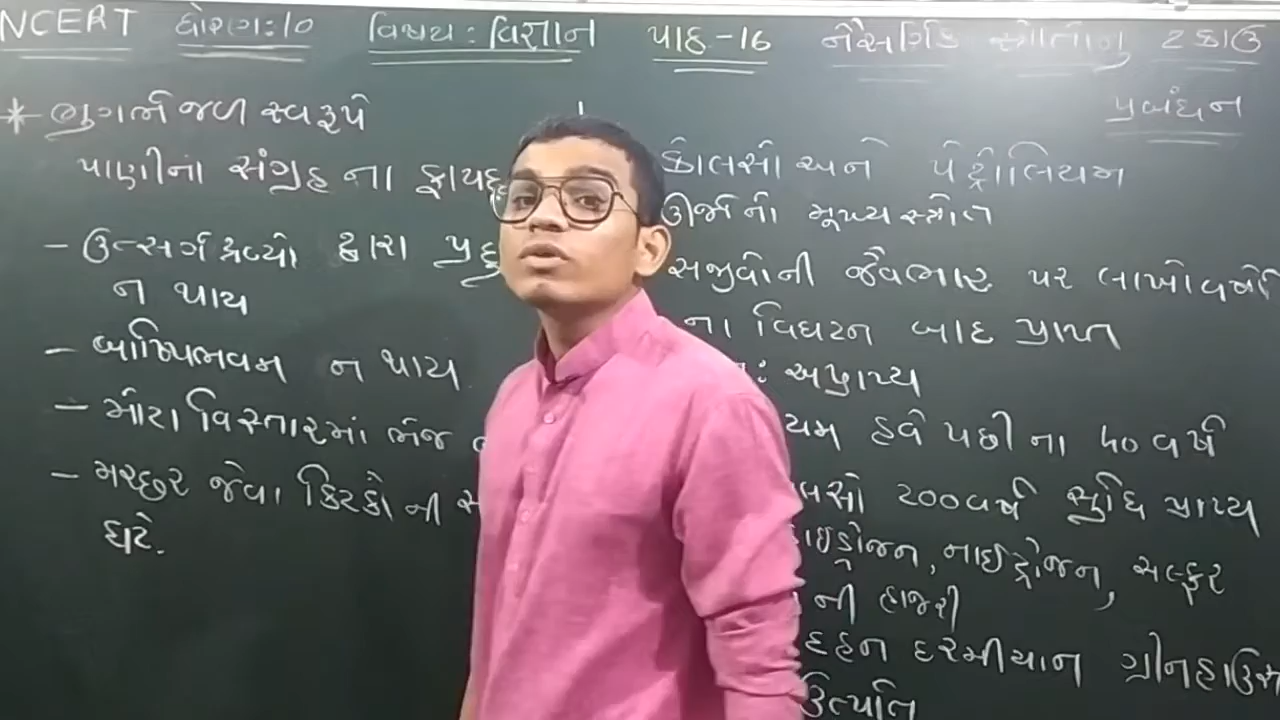 NCERT ધોરણ:10 વિષય: વિજ્ઞાન પાઠ-16 નૈસર્ગિક સ્ત્રોતોનુ ટકાઉ
પ્રબંધન
* ભુગર્ભ જળ સ્વરૂપે
પાણીના સંગ્રહ ના ફાયદ
- ઉત્સર્ગ દ્રવ્યો દ્વારા પ્રદુ
ન થાય
- બાષ્પિભવન ન થાય
- મોટા વિસ્તારમાં ભેજ
- મચ્છર જેવા કિટકો ની
ઘટે.
કોલસો અને પેટ્રોલિયમ
ઊર્જાના મૂખ્ય સ્ત્રોત
સજીવોની જૈવભાર પર લાખો વર્ષો
ના વિઘટન બાદ પ્રાપ્ત
: અપ્રાપ્ય
યમ હવે પછી ના 40 વર્ષ
લસો 200 વર્ષ સુધિ પ્રાપ્ય
હાઇડ્રોજન, નાઈટ્રોજન, સલ્ફર
ની હાજરી
દહન દરમીયાન ગ્રીનહાઉસ
ઉત્પતિ